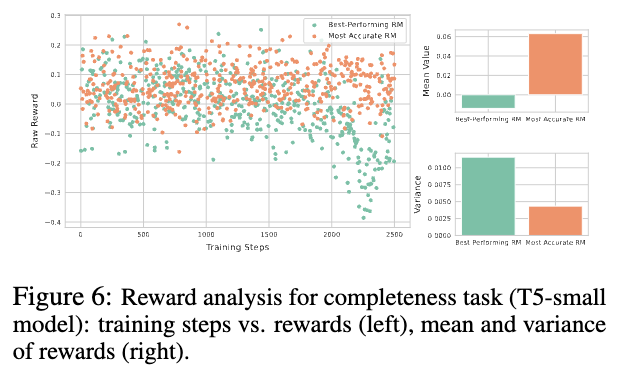 0.3
0.2
0.1
0.0
−0.1
−0.2
−0.3
−0.4
Raw Reward
0 500 1000 1500 2000 2500
Training Steps
Best-Performing RM
Most Accurate RM
0.06
0.04
0.02
0.00
Mean Value
Best-Performing RM Most Accurate RM
0.0100
0.0075
0.0050
0.0025
0.0000
Variance
Best Performing RM Most Accurate RM
Figure 6: Reward analysis for completeness task (T5-small
model): training steps vs. rewards (left), mean and variance
of rewards (right).